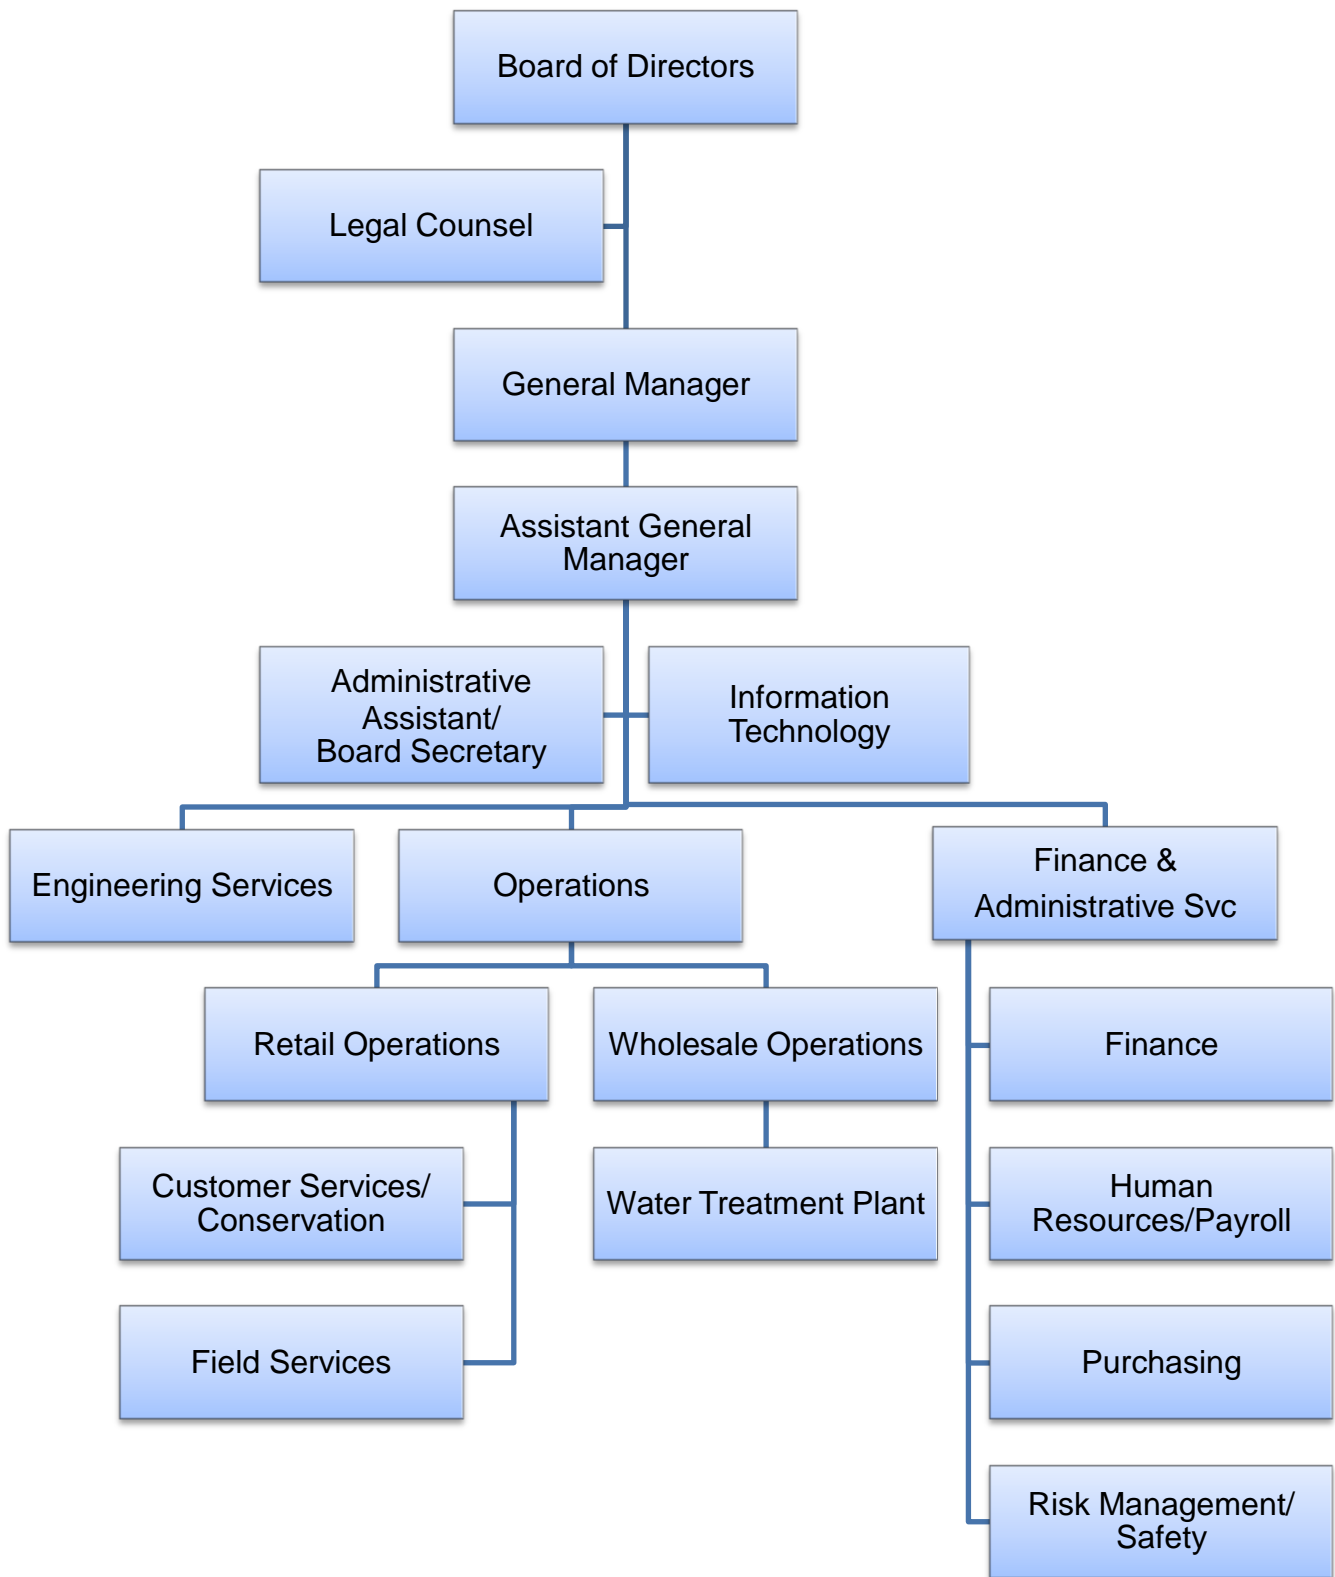 Board of Directors
Legal Counsel
General Manager
Assistant General
Manager
Administrative
Assistant/
Board Secretary
Information
Technology
Engineering Services
Operations
Finance &
Administrative Svc
Retail Operations
Wholesale Operations
Finance
Customer Services/
Conservation
Water Treatment Plant
Human
Resources/Payroll
Field Services
Purchasing
Risk Management/
Safety